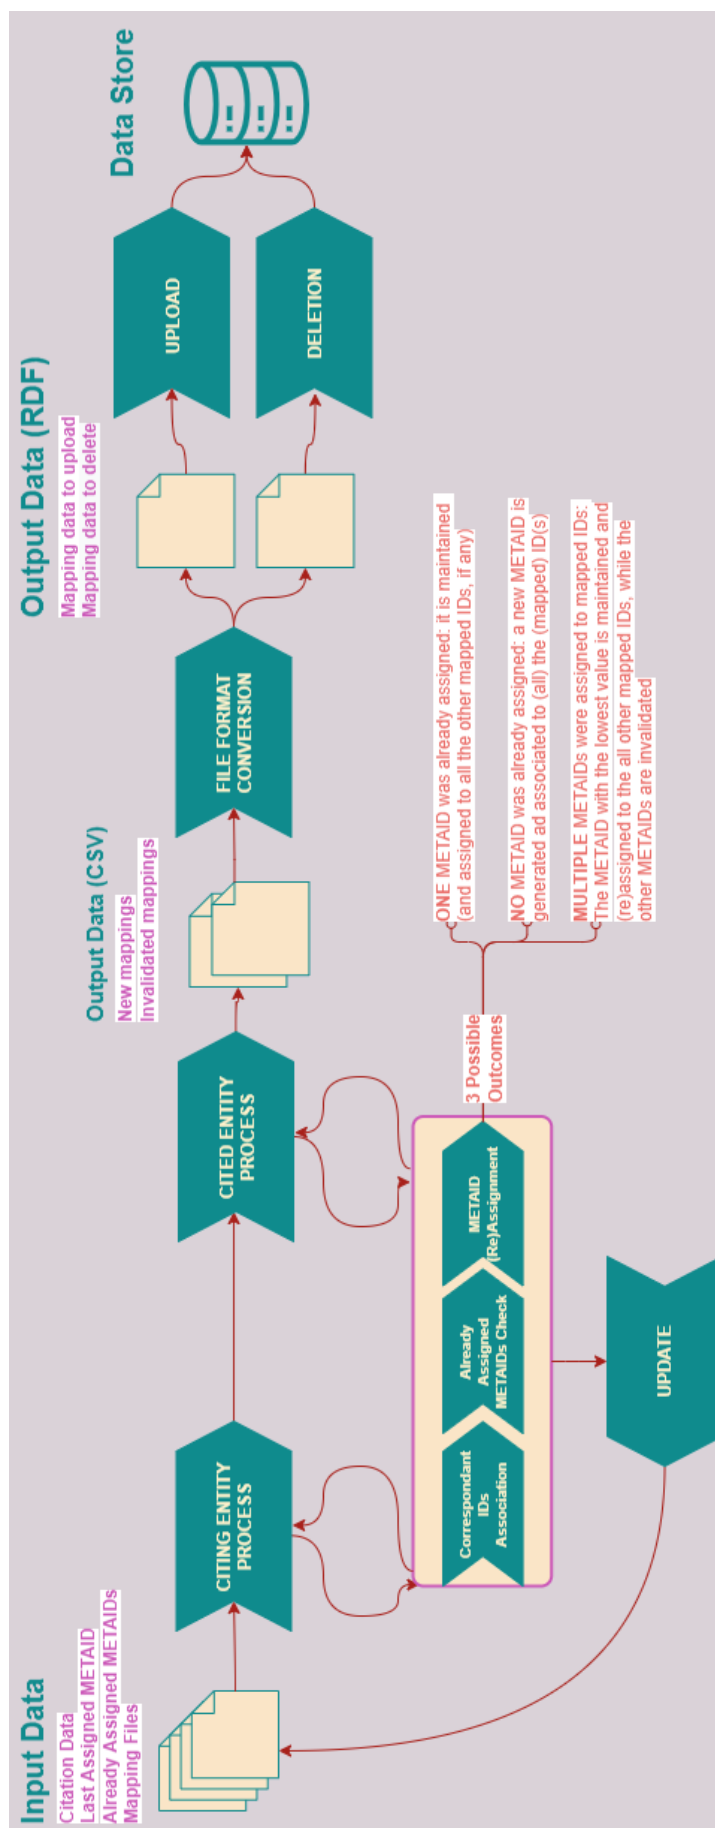 Input Data
Citation Data
Last Assigned METAID
Already Assigned METAIDs
Mapping Files
CITING ENTITY
PROCESS
CITED ENTITY
PROCESS
Output Data (CSV)
New mappings
Invalidated mappings
FILE FORMAT
CONVERSION
Output Data (RDF)
Mapping data to upload
Mapping data to delete
UPLOAD
DELETION
Data Store
Correspondant
IDs
Association
Already
Assigned
METAIDs Check
METAID
(Re)Assignment
3 Possible
Outcomes
ONE METAID was already assigned: it is maintained
(and assigned to all the other mapped IDs, if any)
NO METAID was already assigned: a new METAID is
generated ad associated to (all) the (mapped) ID(s)
MULTIPLE METAIDs were assigned to mapped IDs:
The METAID with the lowest value is maintained and
(re)assigned to the all other mapped IDs, while the
other METAIDs are invalidated
UPDATE